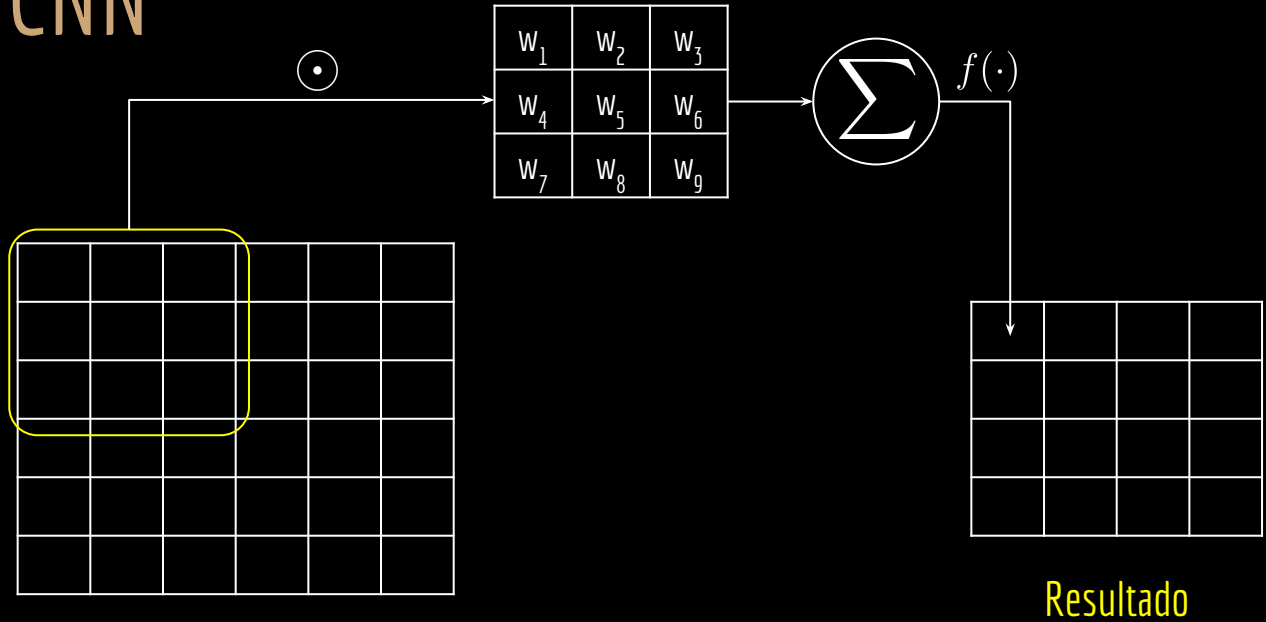 CNN
⊙
W₁ W₂ W₃
W₄ W₅ W₆
W₇ W₈ W₉
∑
f(·)
Resultado